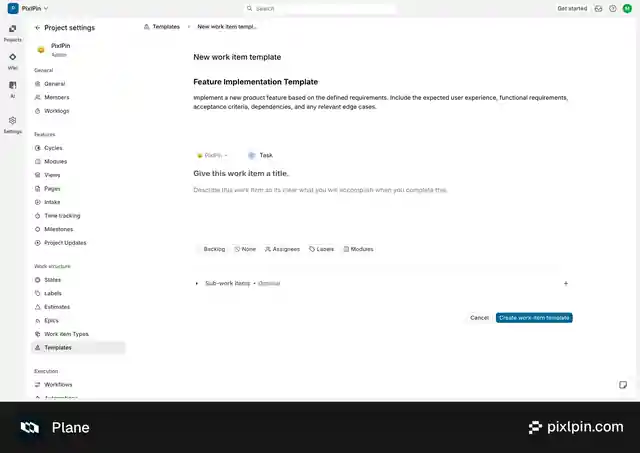 PixlPin
Search
Get started
M
Projects
Wiki
AI
Settings
Project settings
PixlPin
Admin
General
General
Members
Worklogs
Features
Cycles
Modules
Views
Pages
Intake
Time tracking
Milestones
Project Updates
Work structure
States
Labels
Estimates
Epics
Work item Types
Templates
Execution
Workflows
Automations
Templates
New work item templ...
New work item template
Feature Implementation Template
Implement a new product feature based on the defined requirements. Include the expected user experience, functional requirements,
acceptance criteria, dependencies, and any relevant edge cases.
PixlPin
Task
Give this work item a title.
Describe this work item so its clear what you will accomplish when you complete this.
Backlog
None
Assignees
Labels
Modules
Sub-work items • Optional
Cancel
Create work-item template
Plane
pixlpin.com